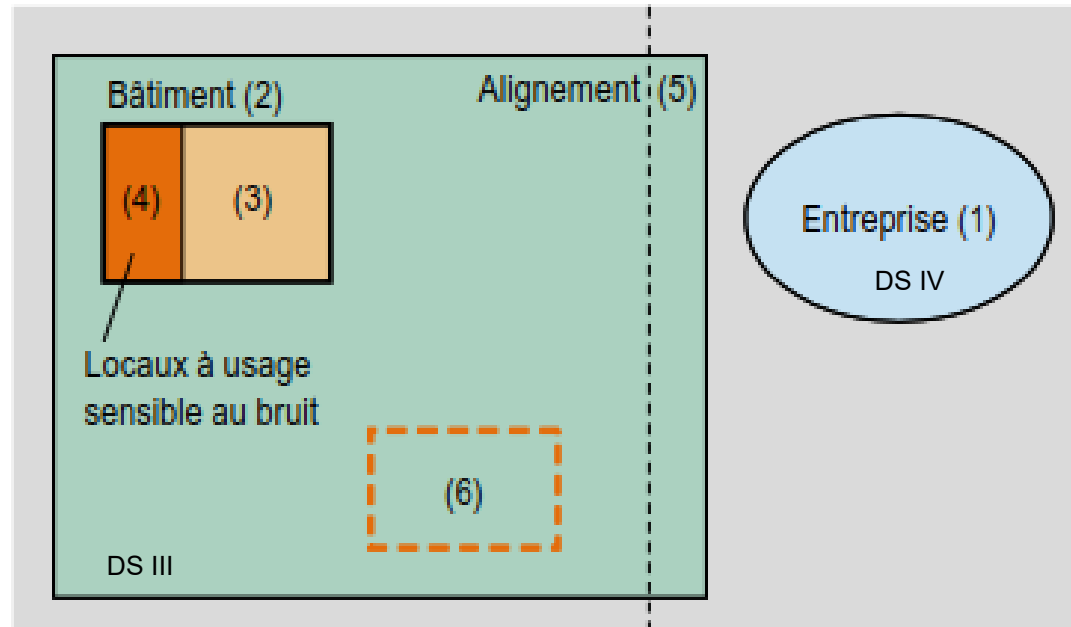 Bâtiment (2)
Alignement (5)
(4)
(3)
Entreprise (1)
DS IV
Locaux à usage
sensible au bruit
(6)
DS III